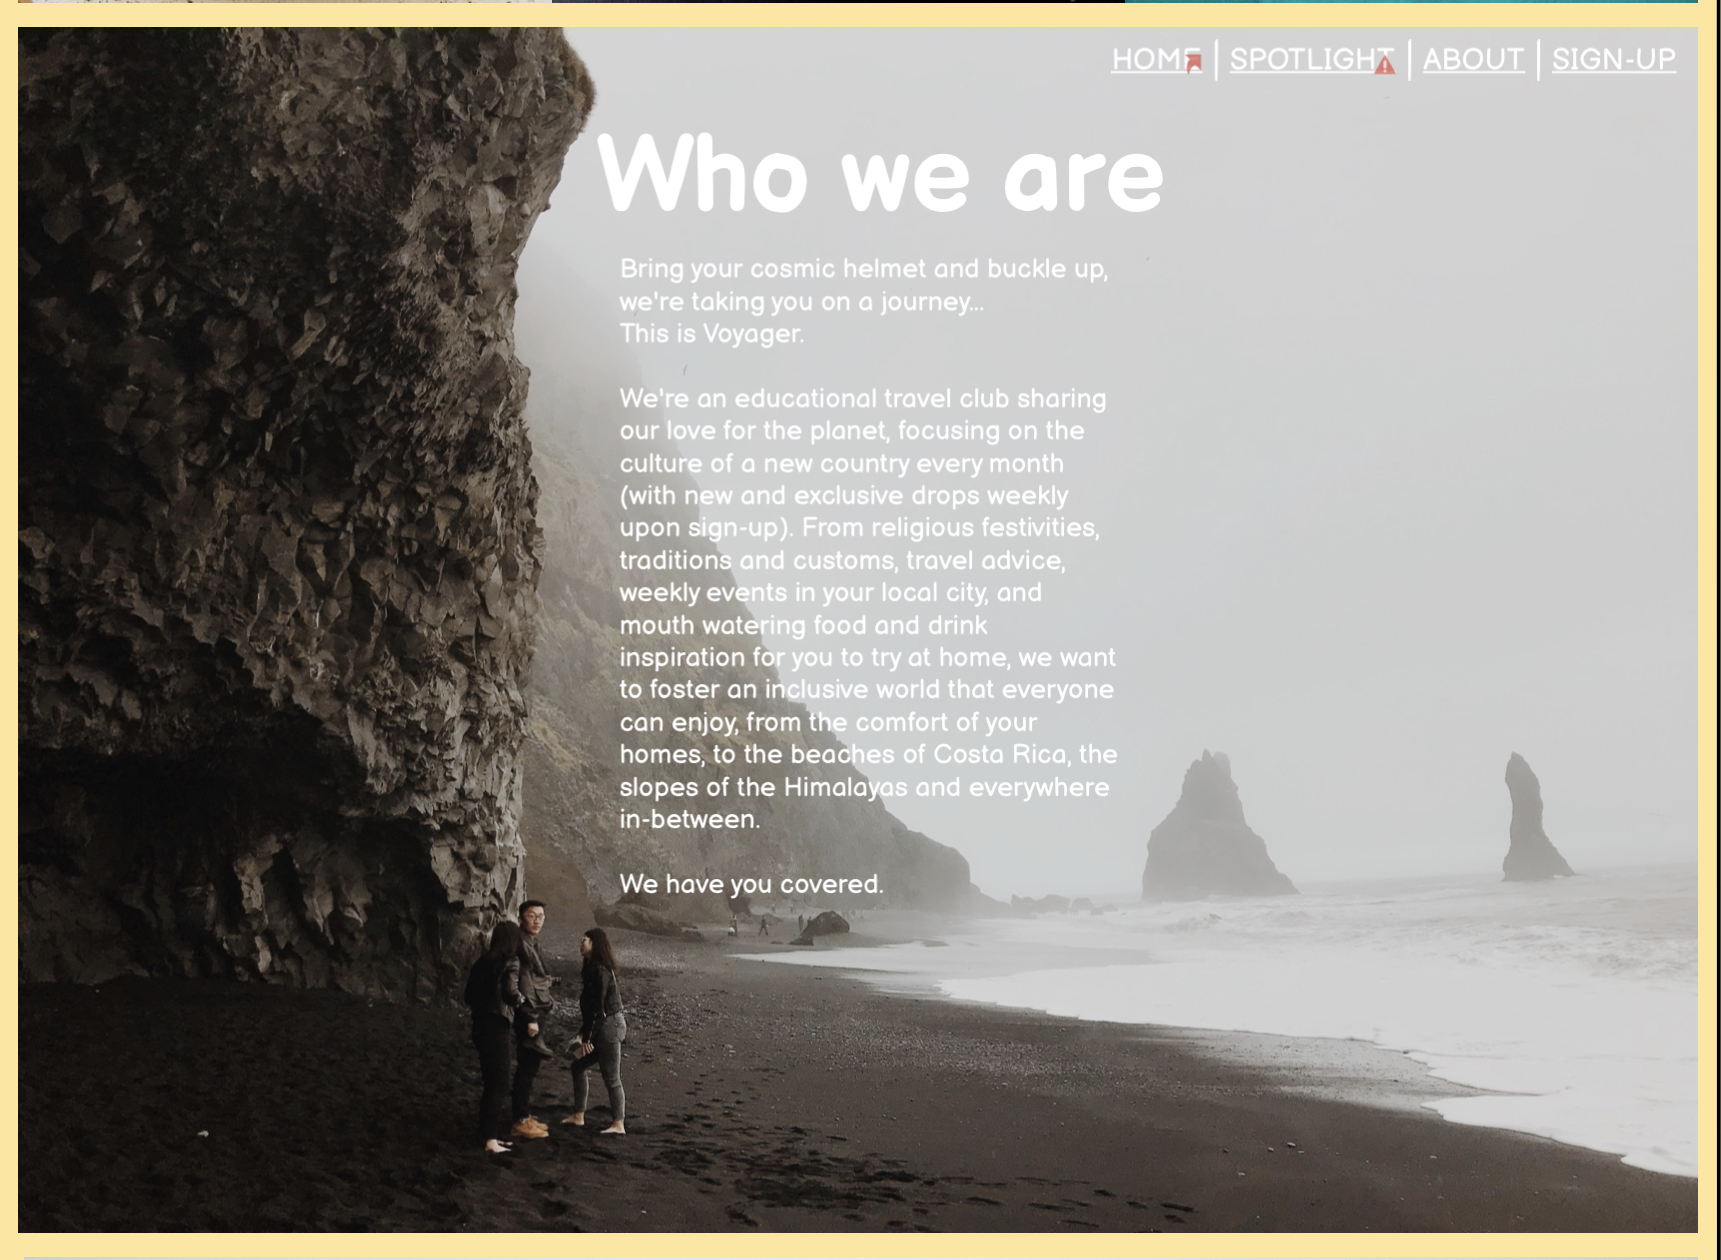 HOME | SPOTLIGHT | ABOUT | SIGN-UP
Who we are
Bring your cosmic helmet and buckle up,
we're taking you on a journey...
This is Voyager.
We're an educational travel club sharing
our love for the planet, focusing on the
culture of a new country every month
(with new and exclusive drops weekly
upon sign-up). From religious festivities,
traditions and customs, travel advice,
weekly events in your local city, and
mouth watering food and drink
inspiration for you to try at home, we want
to foster an inclusive world that everyone
can enjoy, from the comfort of your
homes, to the beaches of Costa Rica, the
slopes of the Himalayas and everywhere
in-between.
We have you covered.